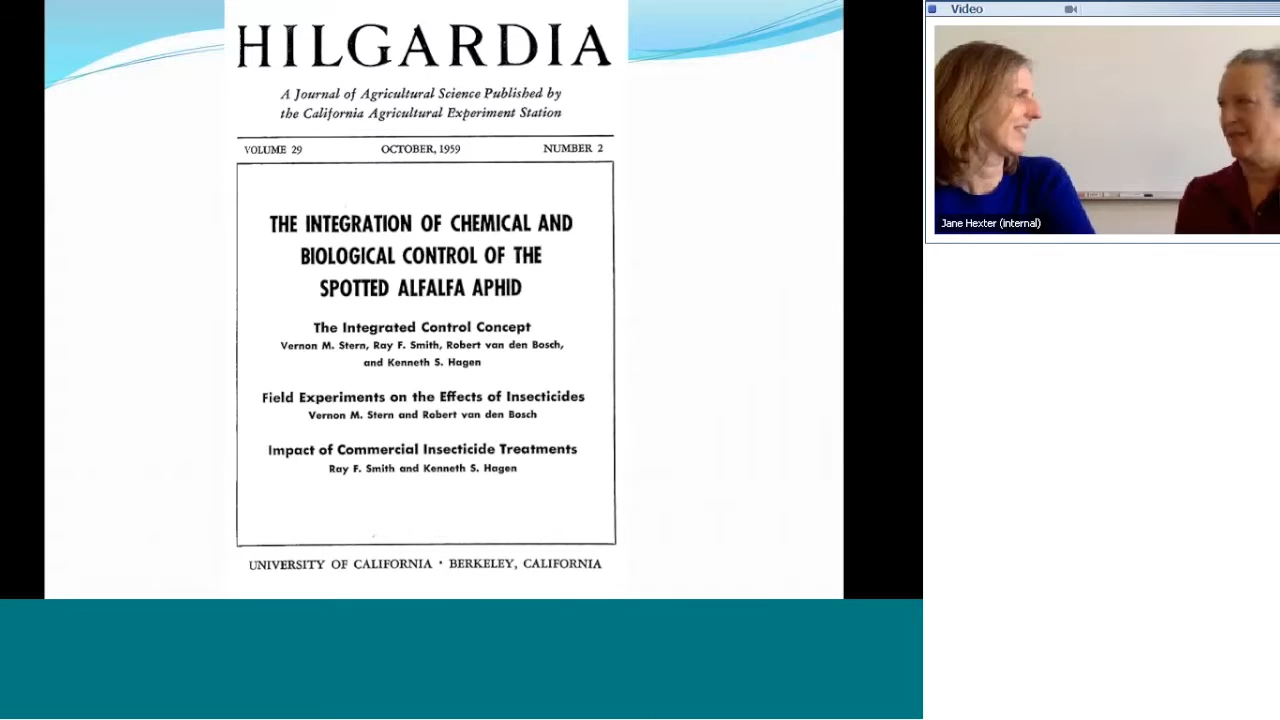 HILGARDIA
A Journal of Agricultural Science Published by
the California Agricultural Experiment Station
VOLUME 29 OCTOBER, 1959 NUMBER 2
THE INTEGRATION OF CHEMICAL AND
BIOLOGICAL CONTROL OF THE
SPOTTED ALFALFA APHID
The Integrated Control Concept
Vernon M. Stern, Ray F. Smith, Robert van den Bosch,
and Kenneth S. Hagen
Field Experiments on the Effects of Insecticides
Vernon M. Stern and Robert van den Bosch
Impact of Commercial Insecticide Treatments
Ray F. Smith and Kenneth S. Hagen
UNIVERSITY OF CALIFORNIA · BERKELEY, CALIFORNIA
Video
Jane Hexter (internal)